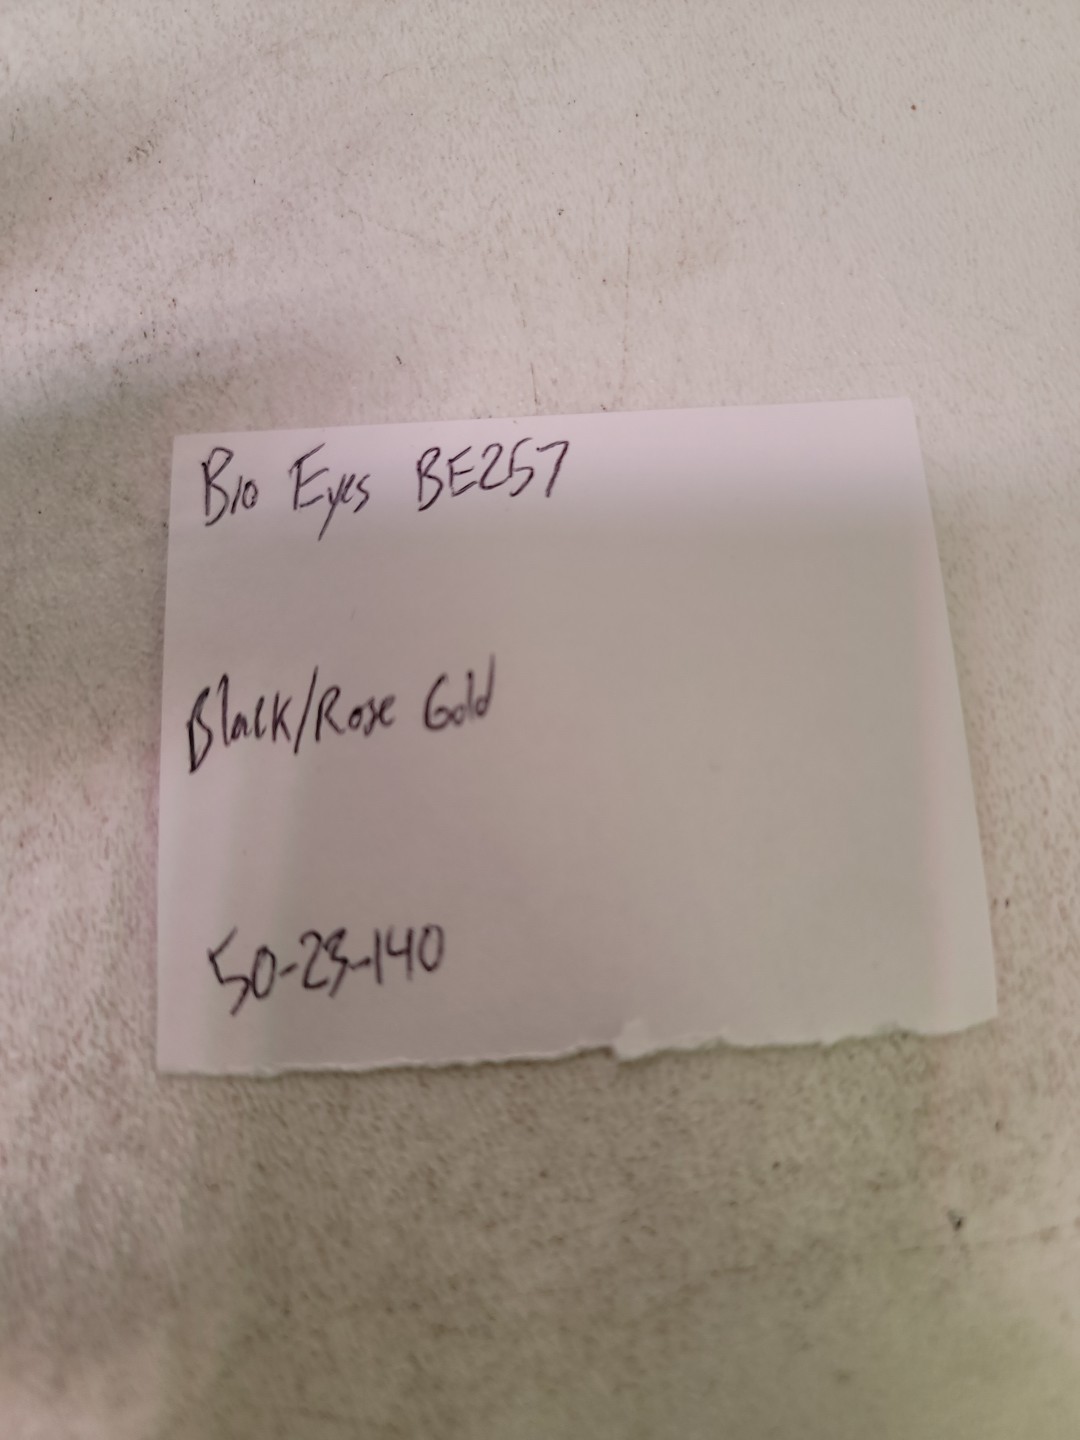 Bio Eyes BE257
Black/Rose Gold
50-23-140